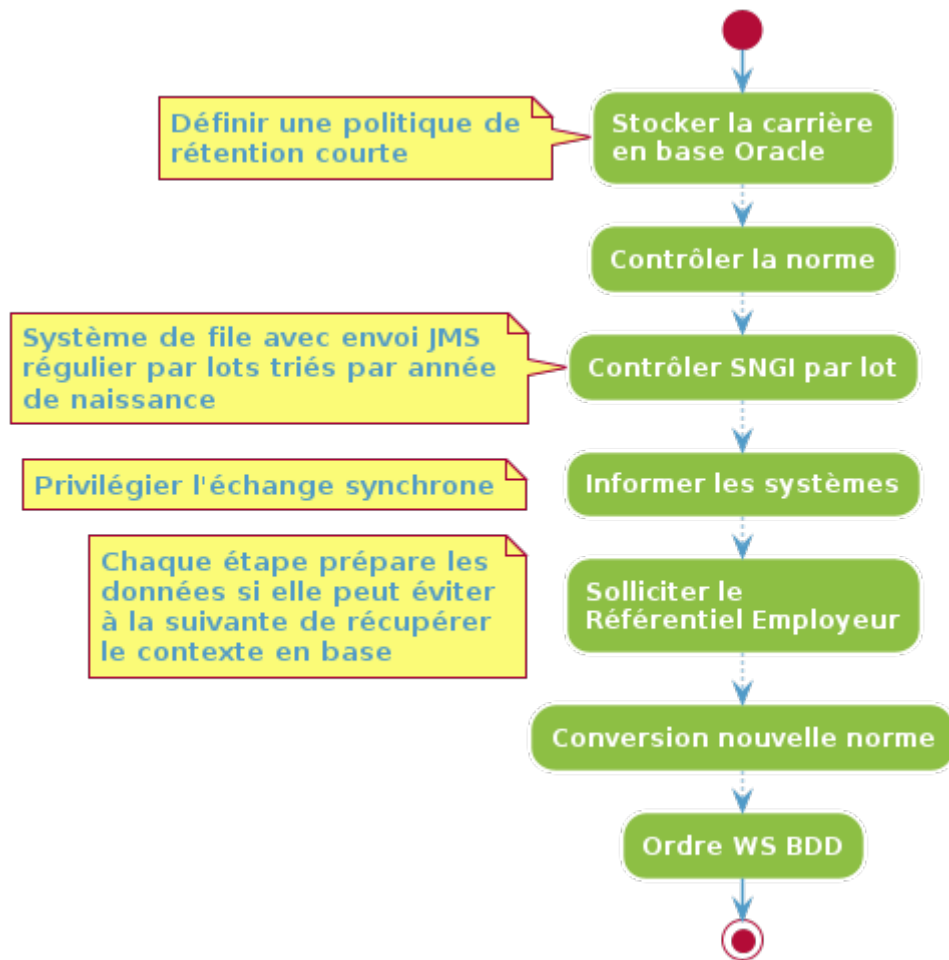 Définir une politique de
rétention courte
Stocker la carrière
en base Oracle
Contrôler la norme
Système de file avec envoi JMS
régulier par lots triés par année
de naissance
Contrôler SNGI par lot
Privilégier l'échange synchrone
Informer les systèmes
Chaque étape prépare les
données si elle peut éviter
à la suivante de récupérer
le contexte en base
Solliciter le
Référentiel Employeur
Conversion nouvelle norme
Ordre WS BDD